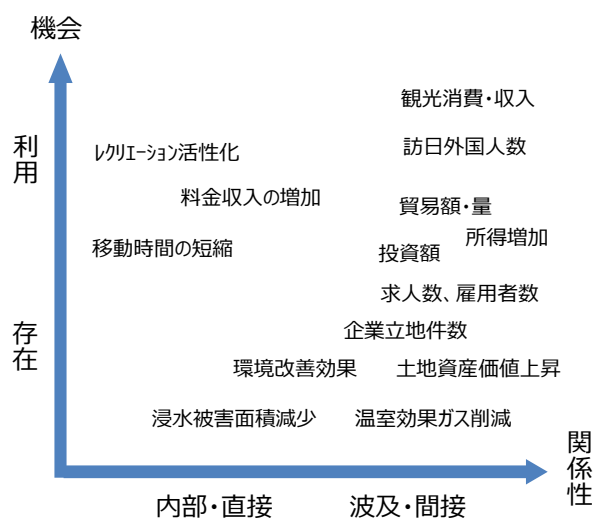 機会
観光消費・収入
利用
ﾚｸﾘｴｰｼｮﾝ活性化
訪日外国人数
料金収入の増加
貿易額・量
所得増加
移動時間の短縮
投資額
求人数、雇用者数
存在
企業立地件数
環境改善効果
土地資産価値上昇
浸水被害面積減少
温室効果ガス削減
関係性
内部・直接
波及・間接